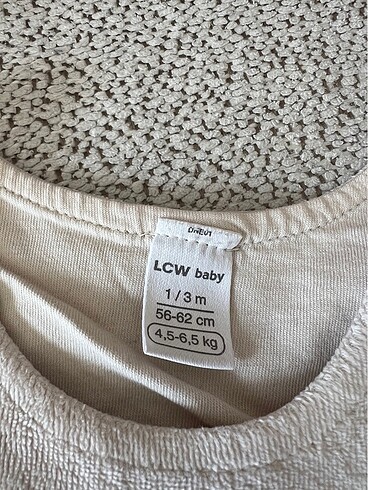 LCW baby
1 / 3 m
56-62 cm
4,5-6,5 kg